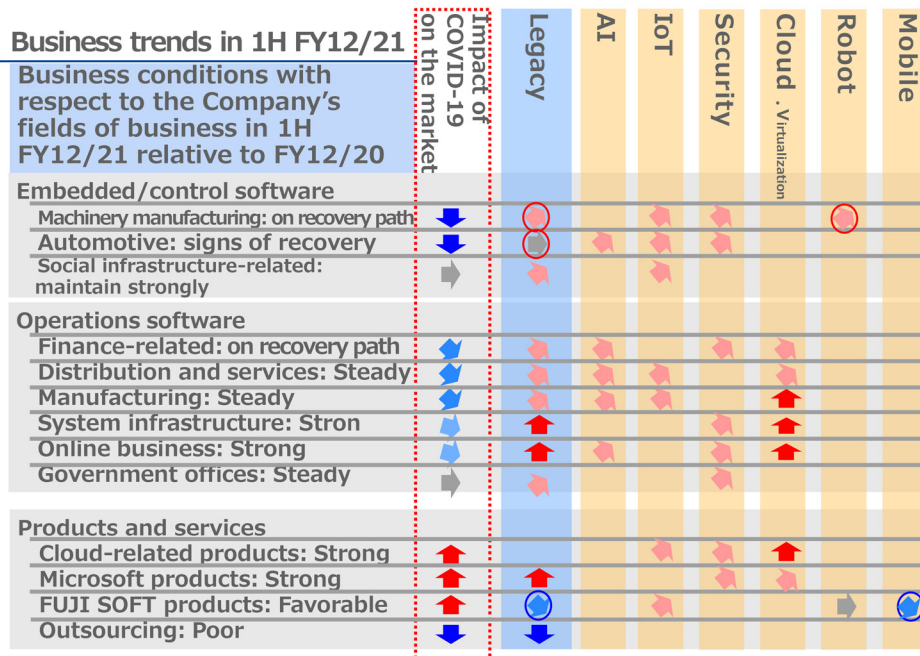 Business trends in 1H FY12/21
Business conditions with
respect to the Company's
fields of business in 1H
FY12/21 relative to FY12/20
Impact of
COVID-19
on the market
Legacy
AI
IoT
Security
Cloud . Virtualization
Robot
Mobile
Embedded/control software
Machinery manufacturing: on recovery path
Automotive: signs of recovery
Social infrastructure-related:
maintain strongly
Operations software
Finance-related: on recovery path
Distribution and services: Steady
Manufacturing: Steady
System infrastructure: Stron
Online business: Strong
Government offices: Steady
Products and services
Cloud-related products: Strong
Microsoft products: Strong
FUJI SOFT products: Favorable
Outsourcing: Poor